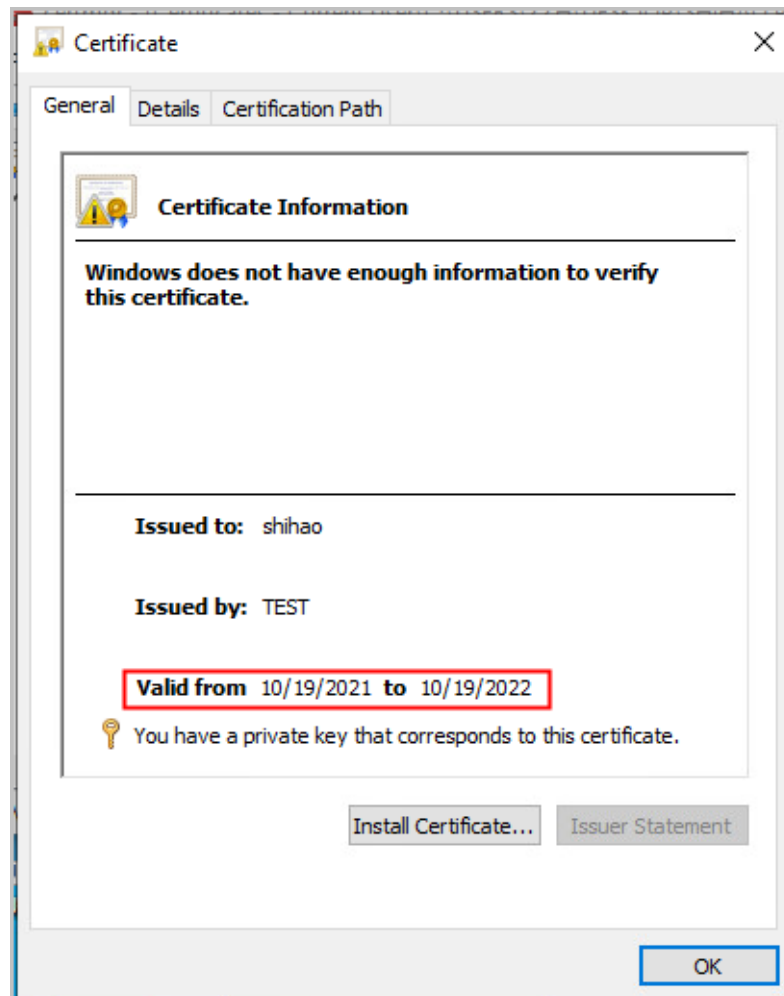 Certificate
General Details Certification Path
Certificate Information
Windows does not have enough information to verify
this certificate.
Issued to: shihao
Issued by: TEST
Valid from 10/19/2021 to 10/19/2022
You have a private key that corresponds to this certificate.
Install Certificate... Issuer Statement
OK